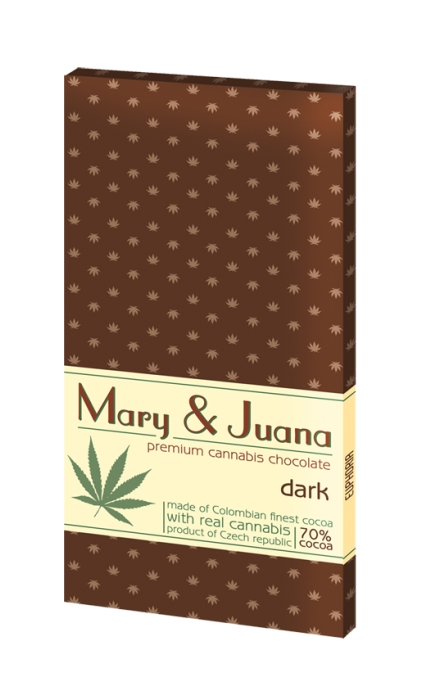 Mary & Juana
premium cannabis chocolate
dark
made of Colombian finest cocoa
with real cannabis
product of Czech republic
70%
cocoa
EUPHORIA